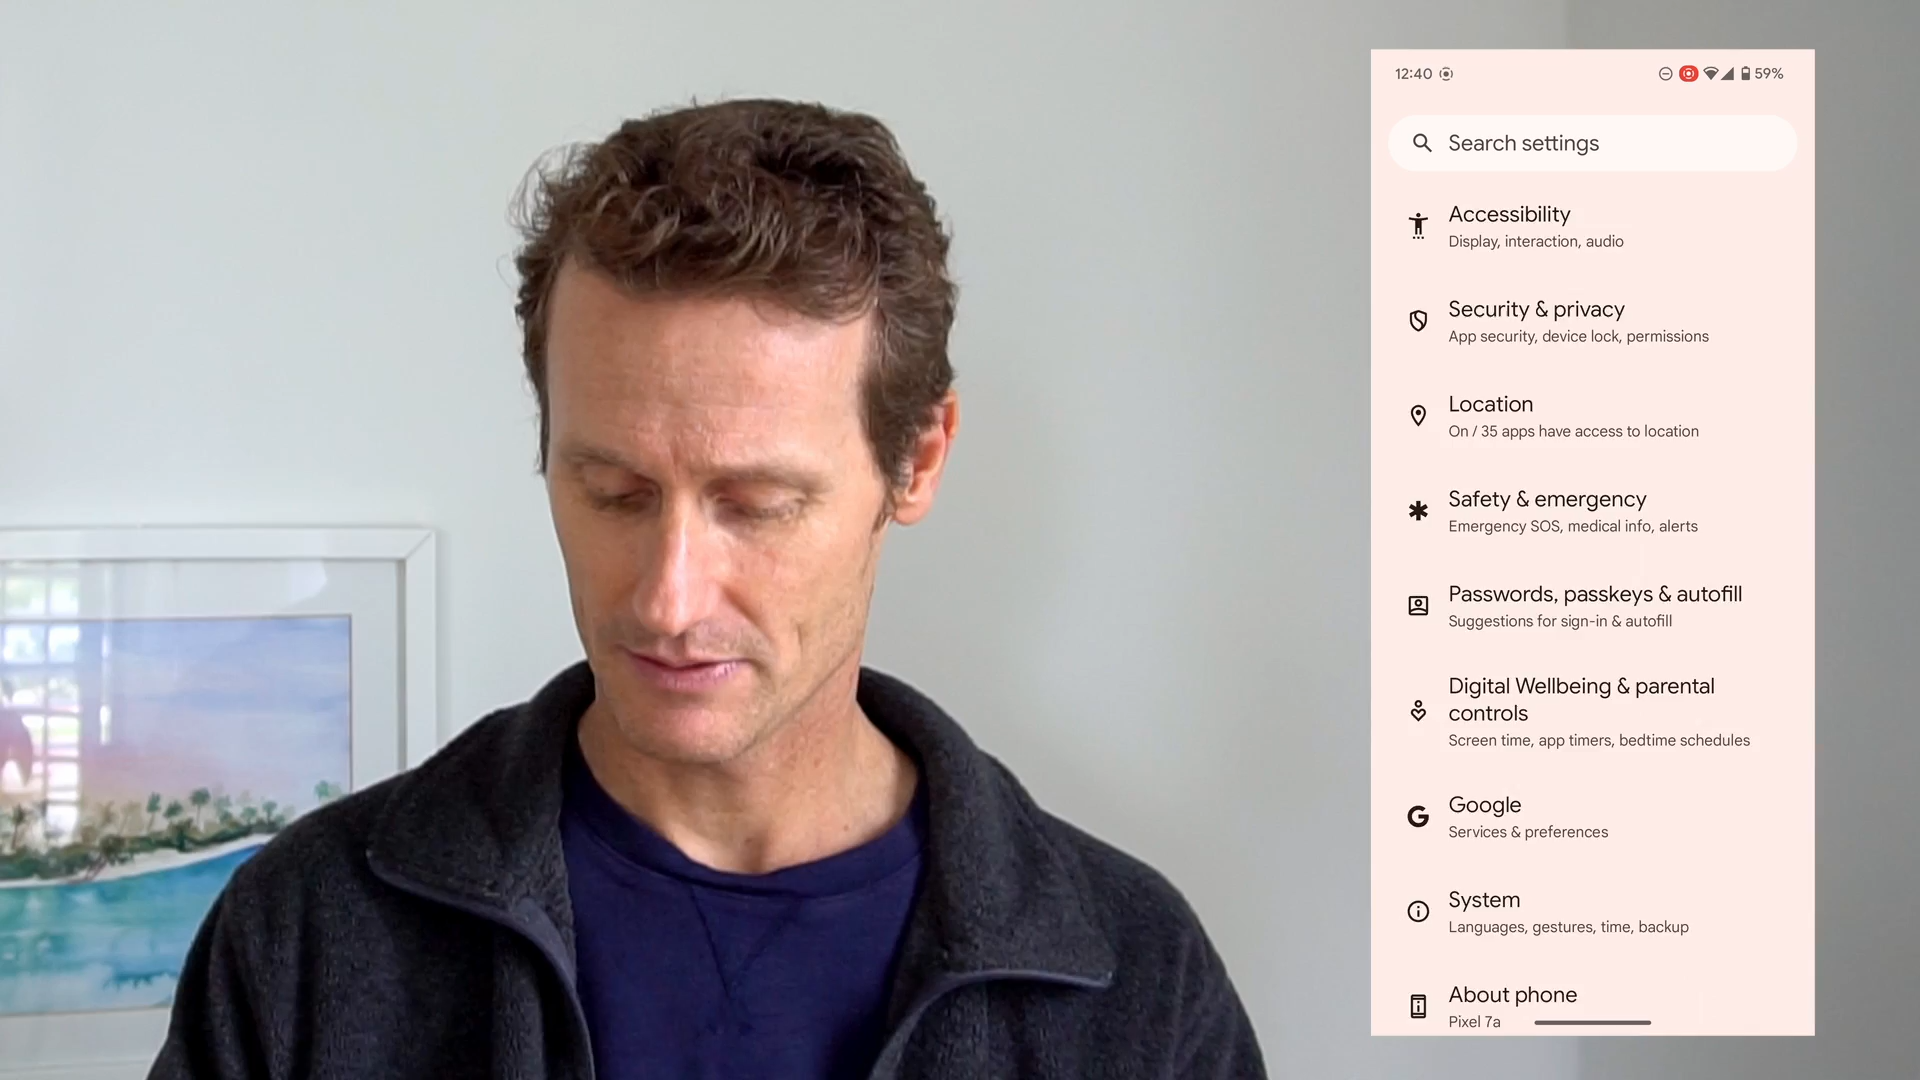 12:40
59%
Search settings
Accessibility
Display, interaction, audio
Security & privacy
App security, device lock, permissions
Location
On / 35 apps have access to location
Safety & emergency
Emergency SOS, medical info, alerts
Passwords, passkeys & autofill
Suggestions for sign-in & autofill
Digital Wellbeing & parental
controls
Screen time, app timers, bedtime schedules
Google
Services & preferences
System
Languages, gestures, time, backup
About phone
Pixel 7a